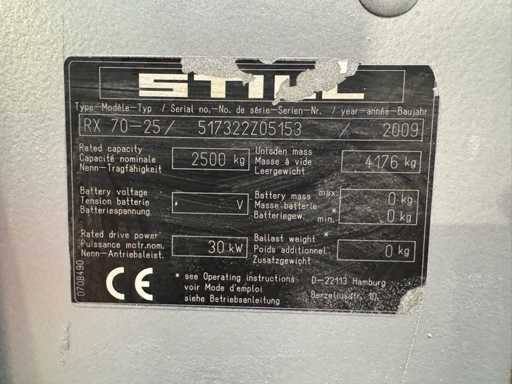 STILL
Type-Modèle-Typ / Serial no.-No. de série-Serien-Nr. / year-année-Baujahr
RX 70-25/ 517322Z05153 / 2009
Rated capacity
Capacité nominale
Nenn-Tragfähigkeit
2500 kg
Unladen mass
Masse à vide
Leergewicht
4176 kg
Battery voltage
Tension batterie
Batteriespannung
- V
Battery mass max.
Masse batterie
Batteriegew. min.
0 kg
0 kg
Rated drive power
Puissance motr.nom.
Nenn-Antriebsleist.
30 kW
Ballast weight *
Poids additionnel
Zusatzgewicht
0 kg
0708490
CE
* see Operating instructions
voir Mode d'emploi
siehe Betriebsanleitung
D-22113 Hamburg
Berzeliusstr. 10